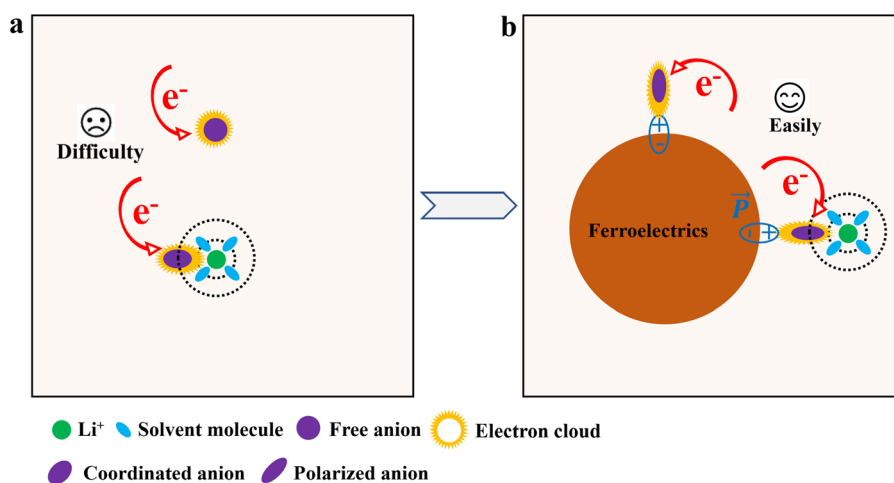 a
e-
Difficulty
e-
b
e-
Easily
e-
P
+
-
- +
Ferroelectrics
Li+ Solvent molecule Free anion Electron cloud
Coordinated anion Polarized anion